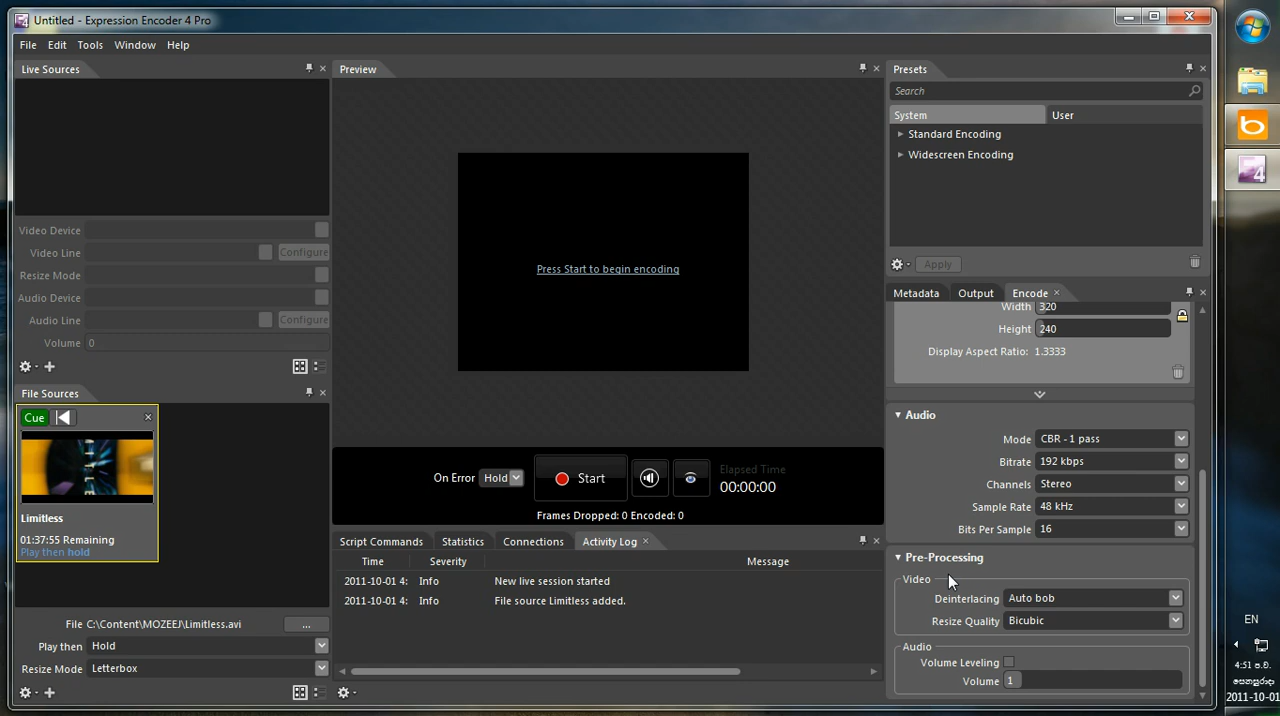 Untitled - Expression Encoder 4 Pro
File Edit Tools Window Help
Live Sources
Video Device
Video Line Configure
Resize Mode
Audio Device
Audio Line Configure
Volume 0
File Sources
Cue
Limitless
01:37:55 Remaining
Play then hold
File C:\Content\MOZEEJ\Limitless.avi ...
Play then Hold
Resize Mode Letterbox
Preview
Press Start to begin encoding
On Error Hold Start Elapsed Time
00:00:00
Frames Dropped: 0 Encoded: 0
Script Commands Statistics Connections Activity Log
Time Severity Message
2011-10-01 4: Info New live session started
2011-10-01 4: Info File source Limitless added.
Presets
Search
System User
Standard Encoding
Widescreen Encoding
Apply
Metadata Output Encode
Width 320
Height 240
Display Aspect Ratio: 1.3333
Audio
Mode CBR - 1 pass
Bitrate 192 kbps
Channels Stereo
Sample Rate 48 kHz
Bits Per Sample 16
Pre-Processing
Video
Deinterlacing Auto bob
Resize Quality Bicubic
Audio
Volume Leveling
Volume 1
EN
4:51 ප.ව.
සෙනසුරාදා
2011-10-01